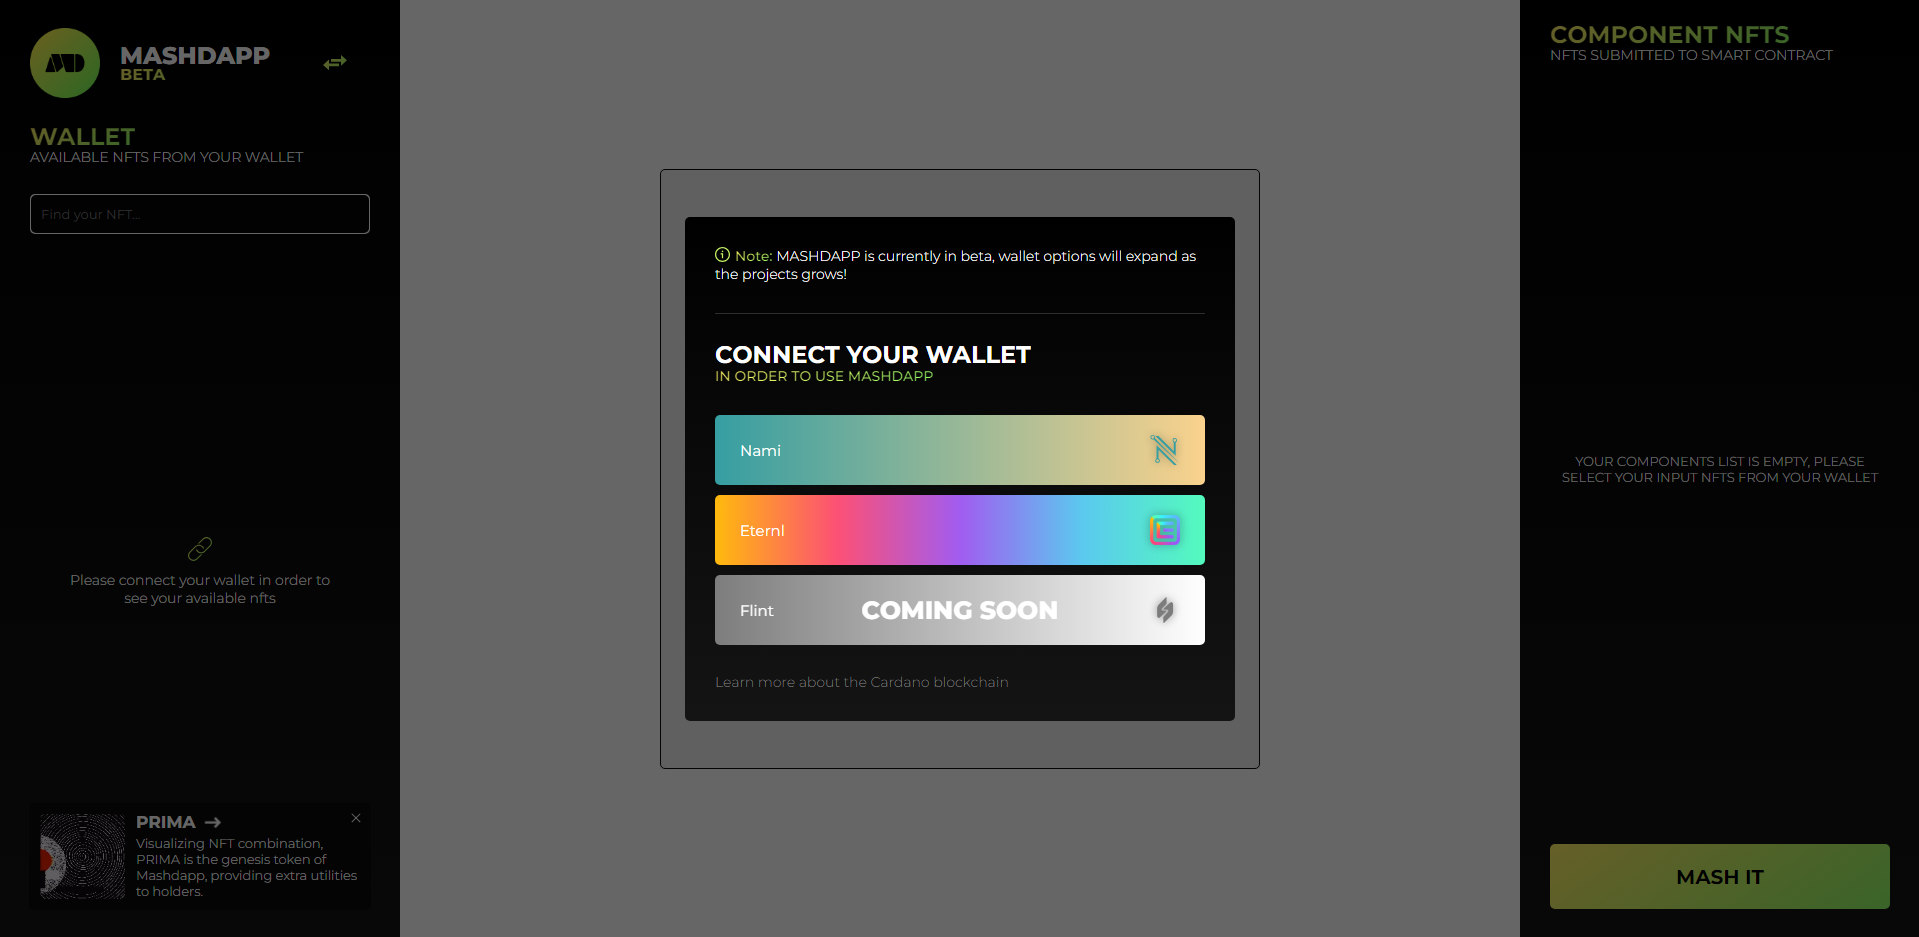 MASHDAPP
BETA
WALLET
AVAILABLE NFTS FROM YOUR WALLET
Find your NFT...
Please connect your wallet in order to
see your available nfts
PRIMA →
Visualizing NFT combination,
PRIMA is the genesis token of
Mashdapp, providing extra utilities
to holders.
Note: MASHDAPP is currently in beta, wallet options will expand as
the projects grows!
CONNECT YOUR WALLET
IN ORDER TO USE MASHDAPP
Nami
Eternl
Flint COMING SOON
Learn more about the Cardano blockchain
COMPONENT NFTS
NFTS SUBMITTED TO SMART CONTRACT
YOUR COMPONENTS LIST IS EMPTY, PLEASE
SELECT YOUR INPUT NFTS FROM YOUR WALLET
MASH IT